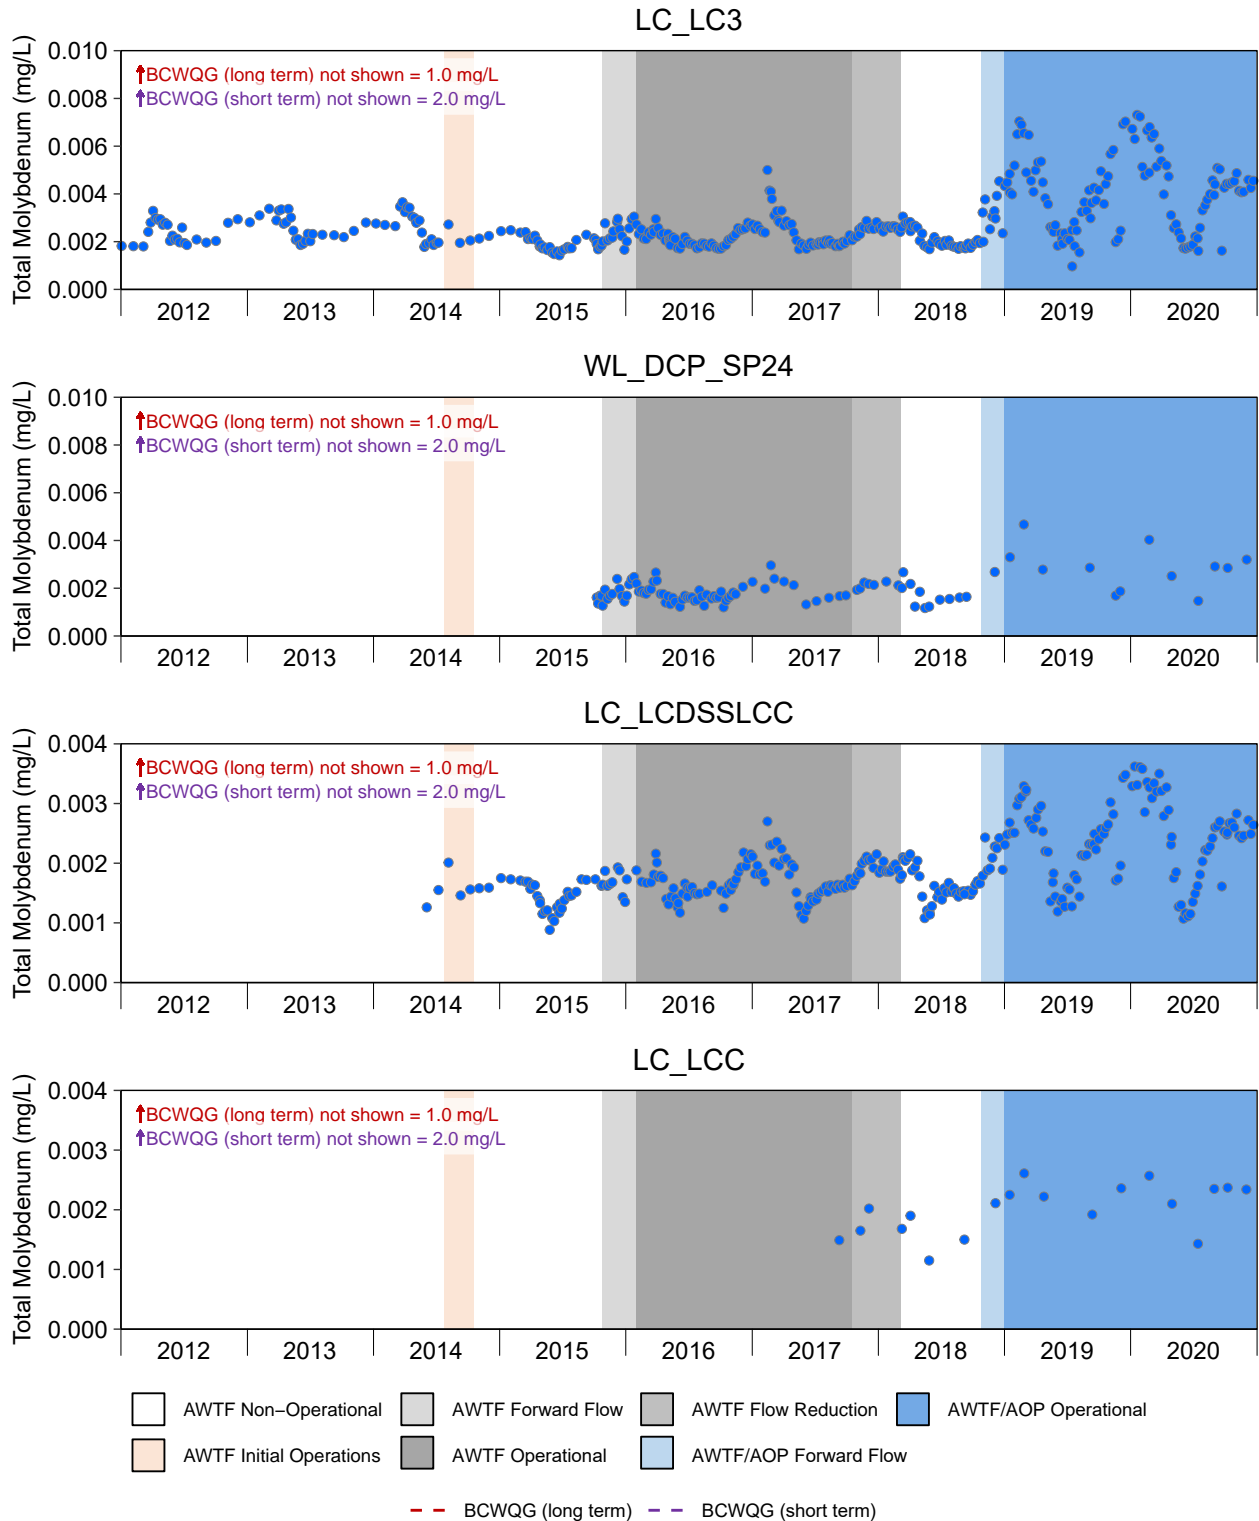 LC_LC3
Total Molybdenum (mg/L)
0.010
0.008
0.006
0.004
0.002
0.000
BCWQG (long term) not shown = 1.0 mg/L
BCWQG (short term) not shown = 2.0 mg/L
2012 2013 2014 2015 2016 2017 2018 2019 2020
WL_DCP_SP24
Total Molybdenum (mg/L)
0.010
0.008
0.006
0.004
0.002
0.000
BCWQG (long term) not shown = 1.0 mg/L
BCWQG (short term) not shown = 2.0 mg/L
2012 2013 2014 2015 2016 2017 2018 2019 2020
LC_LCDSSLCC
Total Molybdenum (mg/L)
0.004
0.003
0.002
0.001
0.000
BCWQG (long term) not shown = 1.0 mg/L
BCWQG (short term) not shown = 2.0 mg/L
2012 2013 2014 2015 2016 2017 2018 2019 2020
LC_LCC
Total Molybdenum (mg/L)
0.004
0.003
0.002
0.001
0.000
BCWQG (long term) not shown = 1.0 mg/L
BCWQG (short term) not shown = 2.0 mg/L
2012 2013 2014 2015 2016 2017 2018 2019 2020
AWTF Non−Operational AWTF Forward Flow AWTF Flow Reduction AWTF/AOP Operational
AWTF Initial Operations AWTF Operational AWTF/AOP Forward Flow
BCWQG (long term) BCWQG (short term)